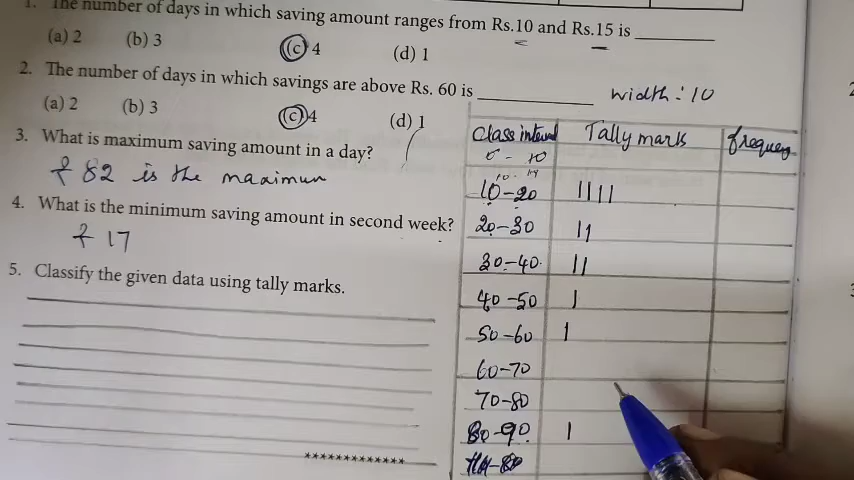 1. The number of days in which saving amount ranges from Rs.10 and Rs.15 is
(a) 2 (b) 3 (c) 4 (d) 1
2. The number of days in which savings are above Rs. 60 is
(a) 2 (b) 3 (c) 4 (d) 1
3. What is maximum saving amount in a day?
₹ 82 is the maximum
4. What is the minimum saving amount in second week?
₹ 17
5. Classify the given data using tally marks.
*************
width : 10
Class interval Tally marks frequency
0 - 10
10-20 ||||
20-30 ||
30-40 ||
40-50 |
50-60 |
60-70
70-80
80-90 |